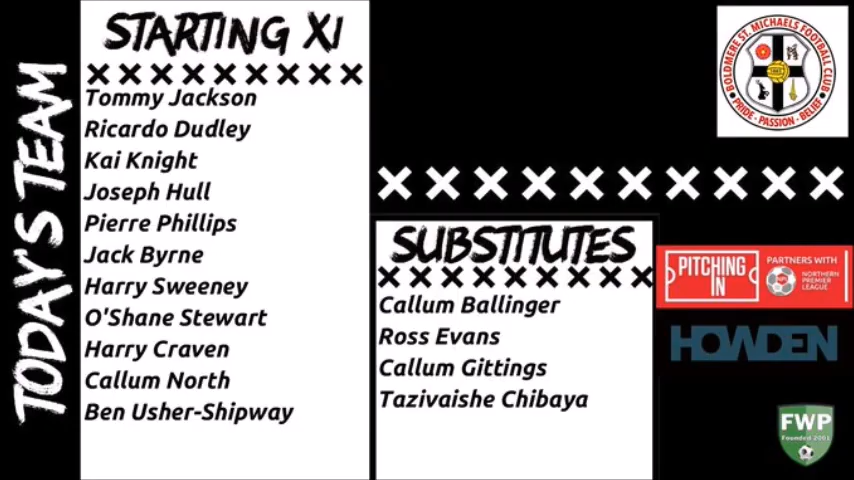 TODAY'S TEAM
STARTING XI
Tommy Jackson
Ricardo Dudley
Kai Knight
Joseph Hull
Pierre Phillips
Jack Byrne
Harry Sweeney
O'Shane Stewart
Harry Craven
Callum North
Ben Usher-Shipway
SUBSTITUTES
Callum Ballinger
Ross Evans
Callum Gittings
Tazivaishe Chibaya
BOLDMERE ST. MICHAELS FOOTBALL CLUB
PRIDE - PASSION - BELIEF
PITCHING
IN
PARTNERS WITH
NORTHERN
PREMIER
LEAGUE
HOWDEN
FWP
Founded 2001